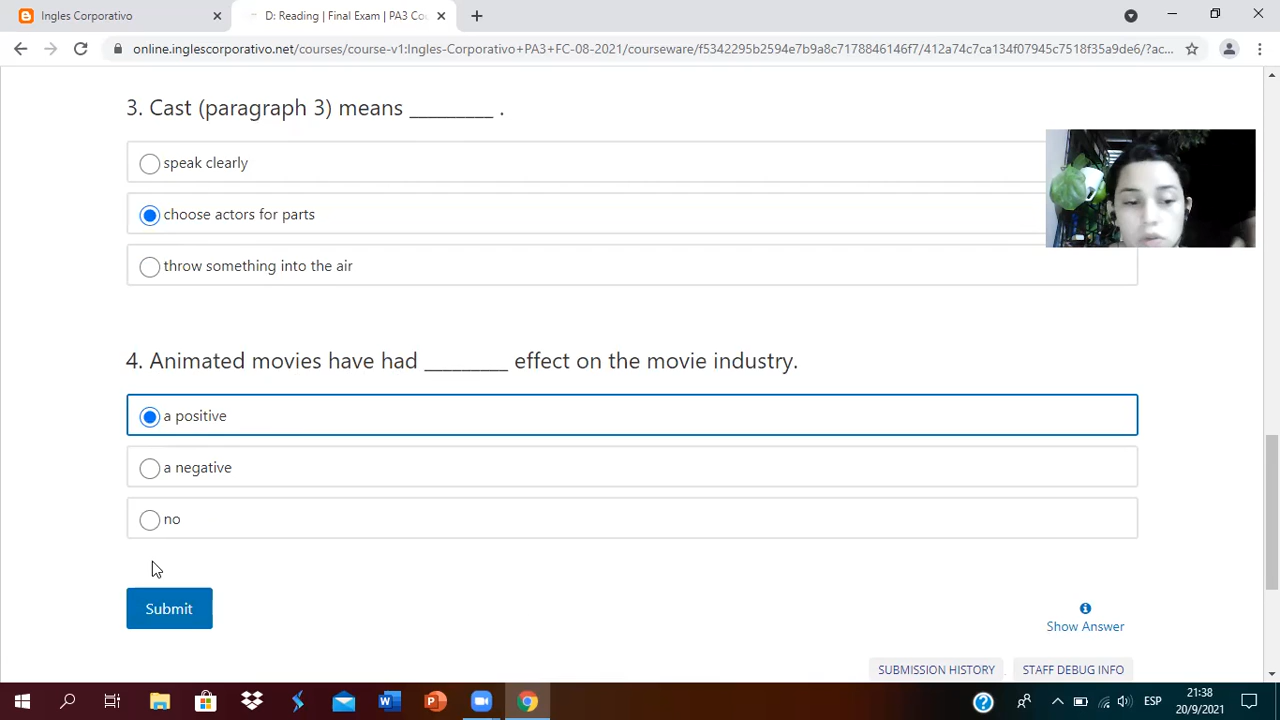 Ingles Corporativo
D: Reading | Final Exam | PA3 Cou
online.inglescorporativo.net/courses/course-v1:Ingles-Corporativo+PA3+FC-08-2021/courseware/f5342295b2594e7b9a8c7178846146f7/412a74c7ca134f07945c7518f35a9de6/?ac...
3. Cast (paragraph 3) means _________ .
speak clearly
choose actors for parts
throw something into the air
4. Animated movies have had _________ effect on the movie industry.
a positive
a negative
no
Submit
Show Answer
SUBMISSION HISTORY
STAFF DEBUG INFO
ESP
21:38
20/9/2021